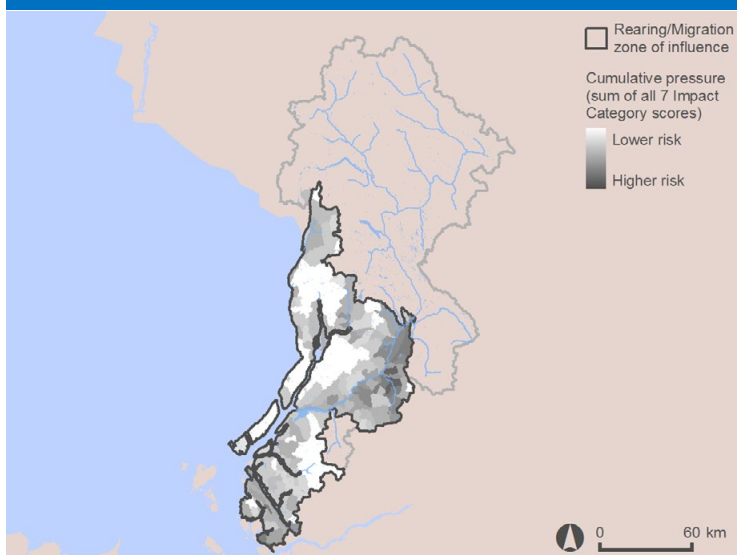 Rearing/Migration
zone of influence
Cumulative pressure
(sum of all 7 Impact
Category scores)
Lower risk
Higher risk
0 60 km